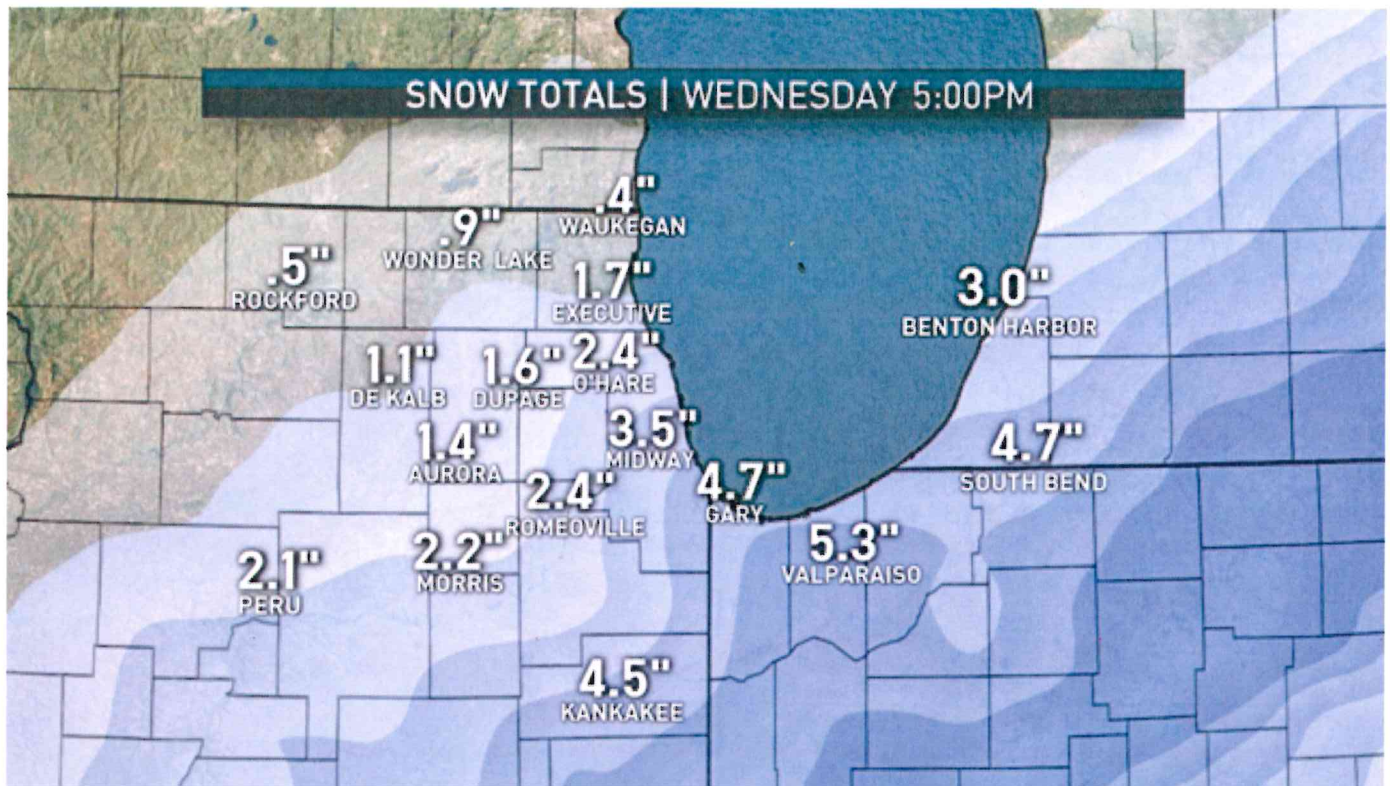 SNOW TOTALS | WEDNESDAY 5:00PM
.4"
WAUKEGAN
.9"
WONDER LAKE
.5"
ROCKFORD
1.7"
EXECUTIVE
3.0"
BENTON HARBOR
1.1"
DE KALB
1.6"
DUPAGE
2.4"
O'HARE
1.4"
AURORA
3.5"
MIDWAY
4.7"
GARY
4.7"
SOUTH BEND
2.4"
ROMEOVILLE
2.2"
MORRIS
2.1"
PERU
5.3"
VALPARAISO
4.5"
KANKAKEE